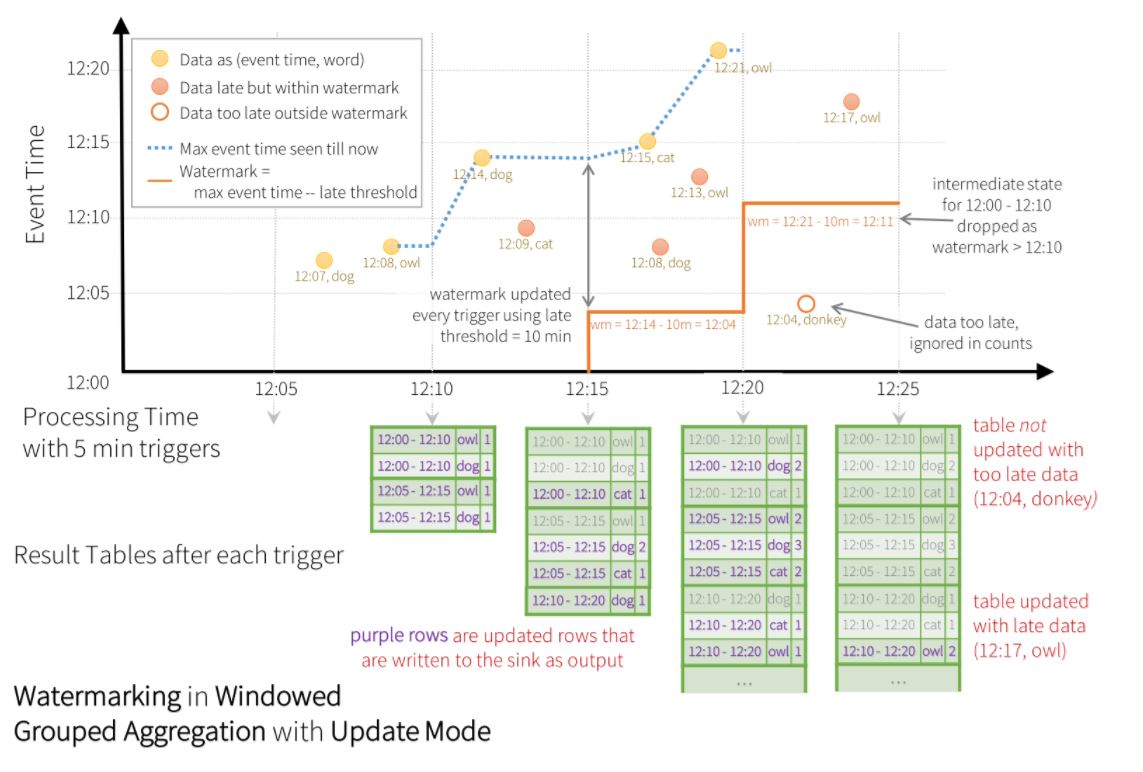 Event Time
12:20
12:15
12:10
12:05
12:00
Data as (event time, word)
Data late but within watermark
Data too late outside watermark
Max event time seen till now
Watermark =
max event time -- late threshold
12:07, dog
12:08, owl
12:14, dog
12:09, cat
12:15, cat
12:08, dog
12:13, owl
12:21, owl
12:17, owl
12:04, donkey
wm = 12:14 - 10m = 12:04
wm = 12:21 - 10m = 12:11
watermark updated
every trigger using late
threshold = 10 min
intermediate state
for 12:00 - 12:10
dropped as
watermark > 12:10
data too late,
ignored in counts
12:05
12:10
12:15
12:20
12:25
Processing Time
with 5 min triggers
Result Tables after each trigger
12:00 - 12:10 owl 1
12:00 - 12:10 dog 1
12:05 - 12:15 owl 1
12:05 - 12:15 dog 1
12:00 - 12:10 owl 1
12:00 - 12:10 dog 1
12:00 - 12:10 cat 1
12:05 - 12:15 owl 1
12:05 - 12:15 dog 2
12:05 - 12:15 cat 1
12:10 - 12:20 dog 1
12:00 - 12:10 owl 1
12:00 - 12:10 dog 2
12:00 - 12:10 cat 1
12:05 - 12:15 owl 2
12:05 - 12:15 dog 3
12:05 - 12:15 cat 2
12:10 - 12:20 dog 1
12:10 - 12:20 cat 1
12:10 - 12:20 owl 1
...
12:00 - 12:10 owl 1
12:00 - 12:10 dog 2
12:00 - 12:10 cat 1
12:05 - 12:15 owl 2
12:05 - 12:15 dog 3
12:05 - 12:15 cat 2
12:10 - 12:20 dog 1
12:10 - 12:20 cat 1
12:10 - 12:20 owl 2
...
table not
updated with
too late data
(12:04, donkey)
table updated
with late data
(12:17, owl)
purple rows are updated rows that
are written to the sink as output
Watermarking in Windowed
Grouped Aggregation with Update Mode